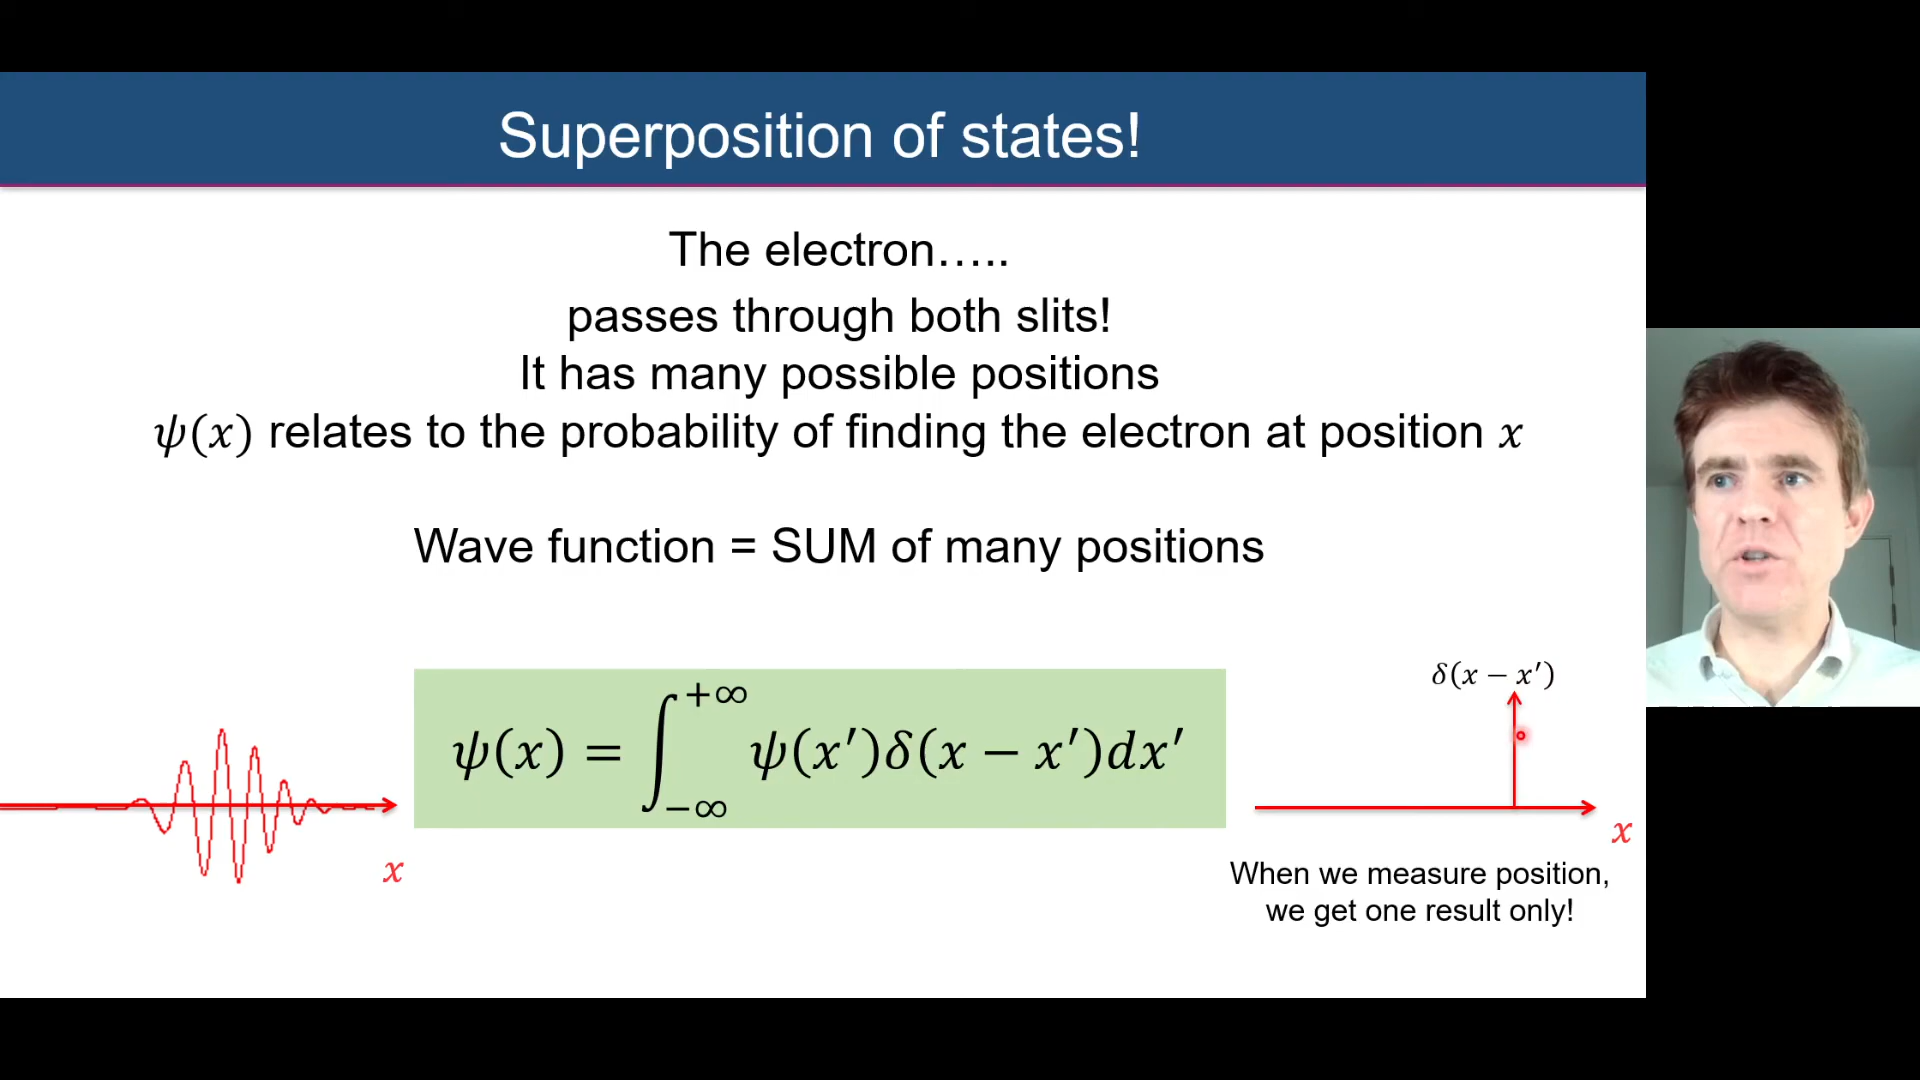 Superposition of states!
The electron.....
passes through both slits!
It has many possible positions
ψ(x) relates to the probability of finding the electron at position x
Wave function = SUM of many positions
δ(x − x′)
ψ(x) = ∫_{−∞}^{+∞} ψ(x′)δ(x − x′)dx′
x
x
When we measure position,
we get one result only!